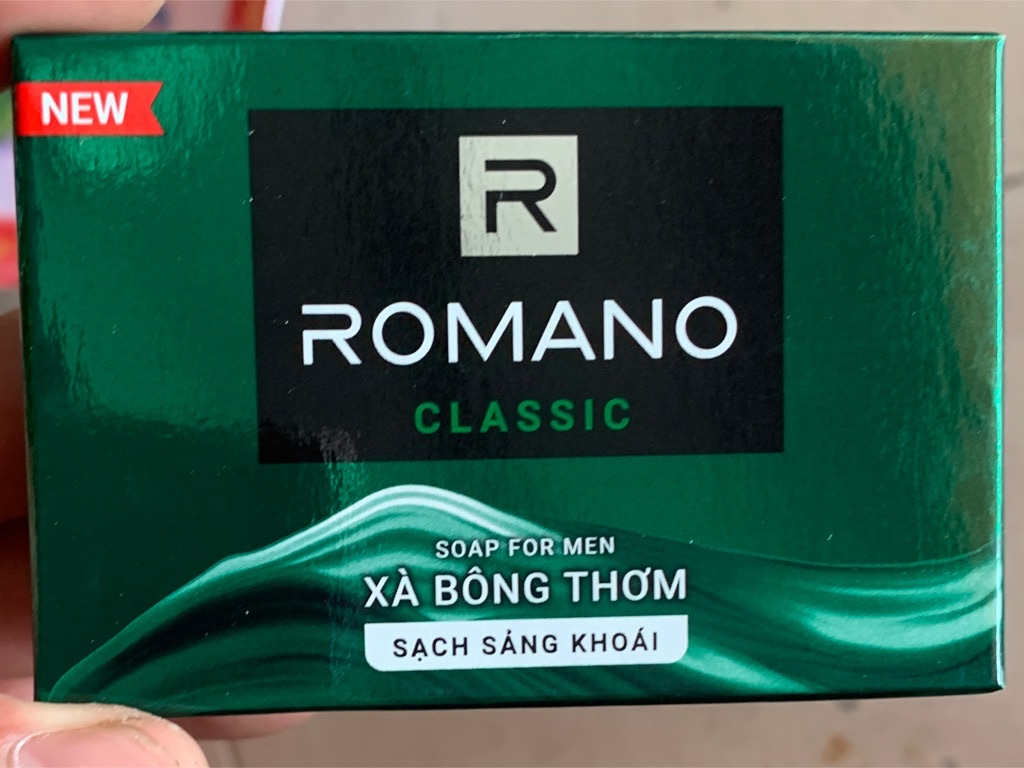 NEW
R
ROMANO
CLASSIC
SOAP FOR MEN
XÀ BÔNG THƠM
SẠCH SẢNG KHOÁI